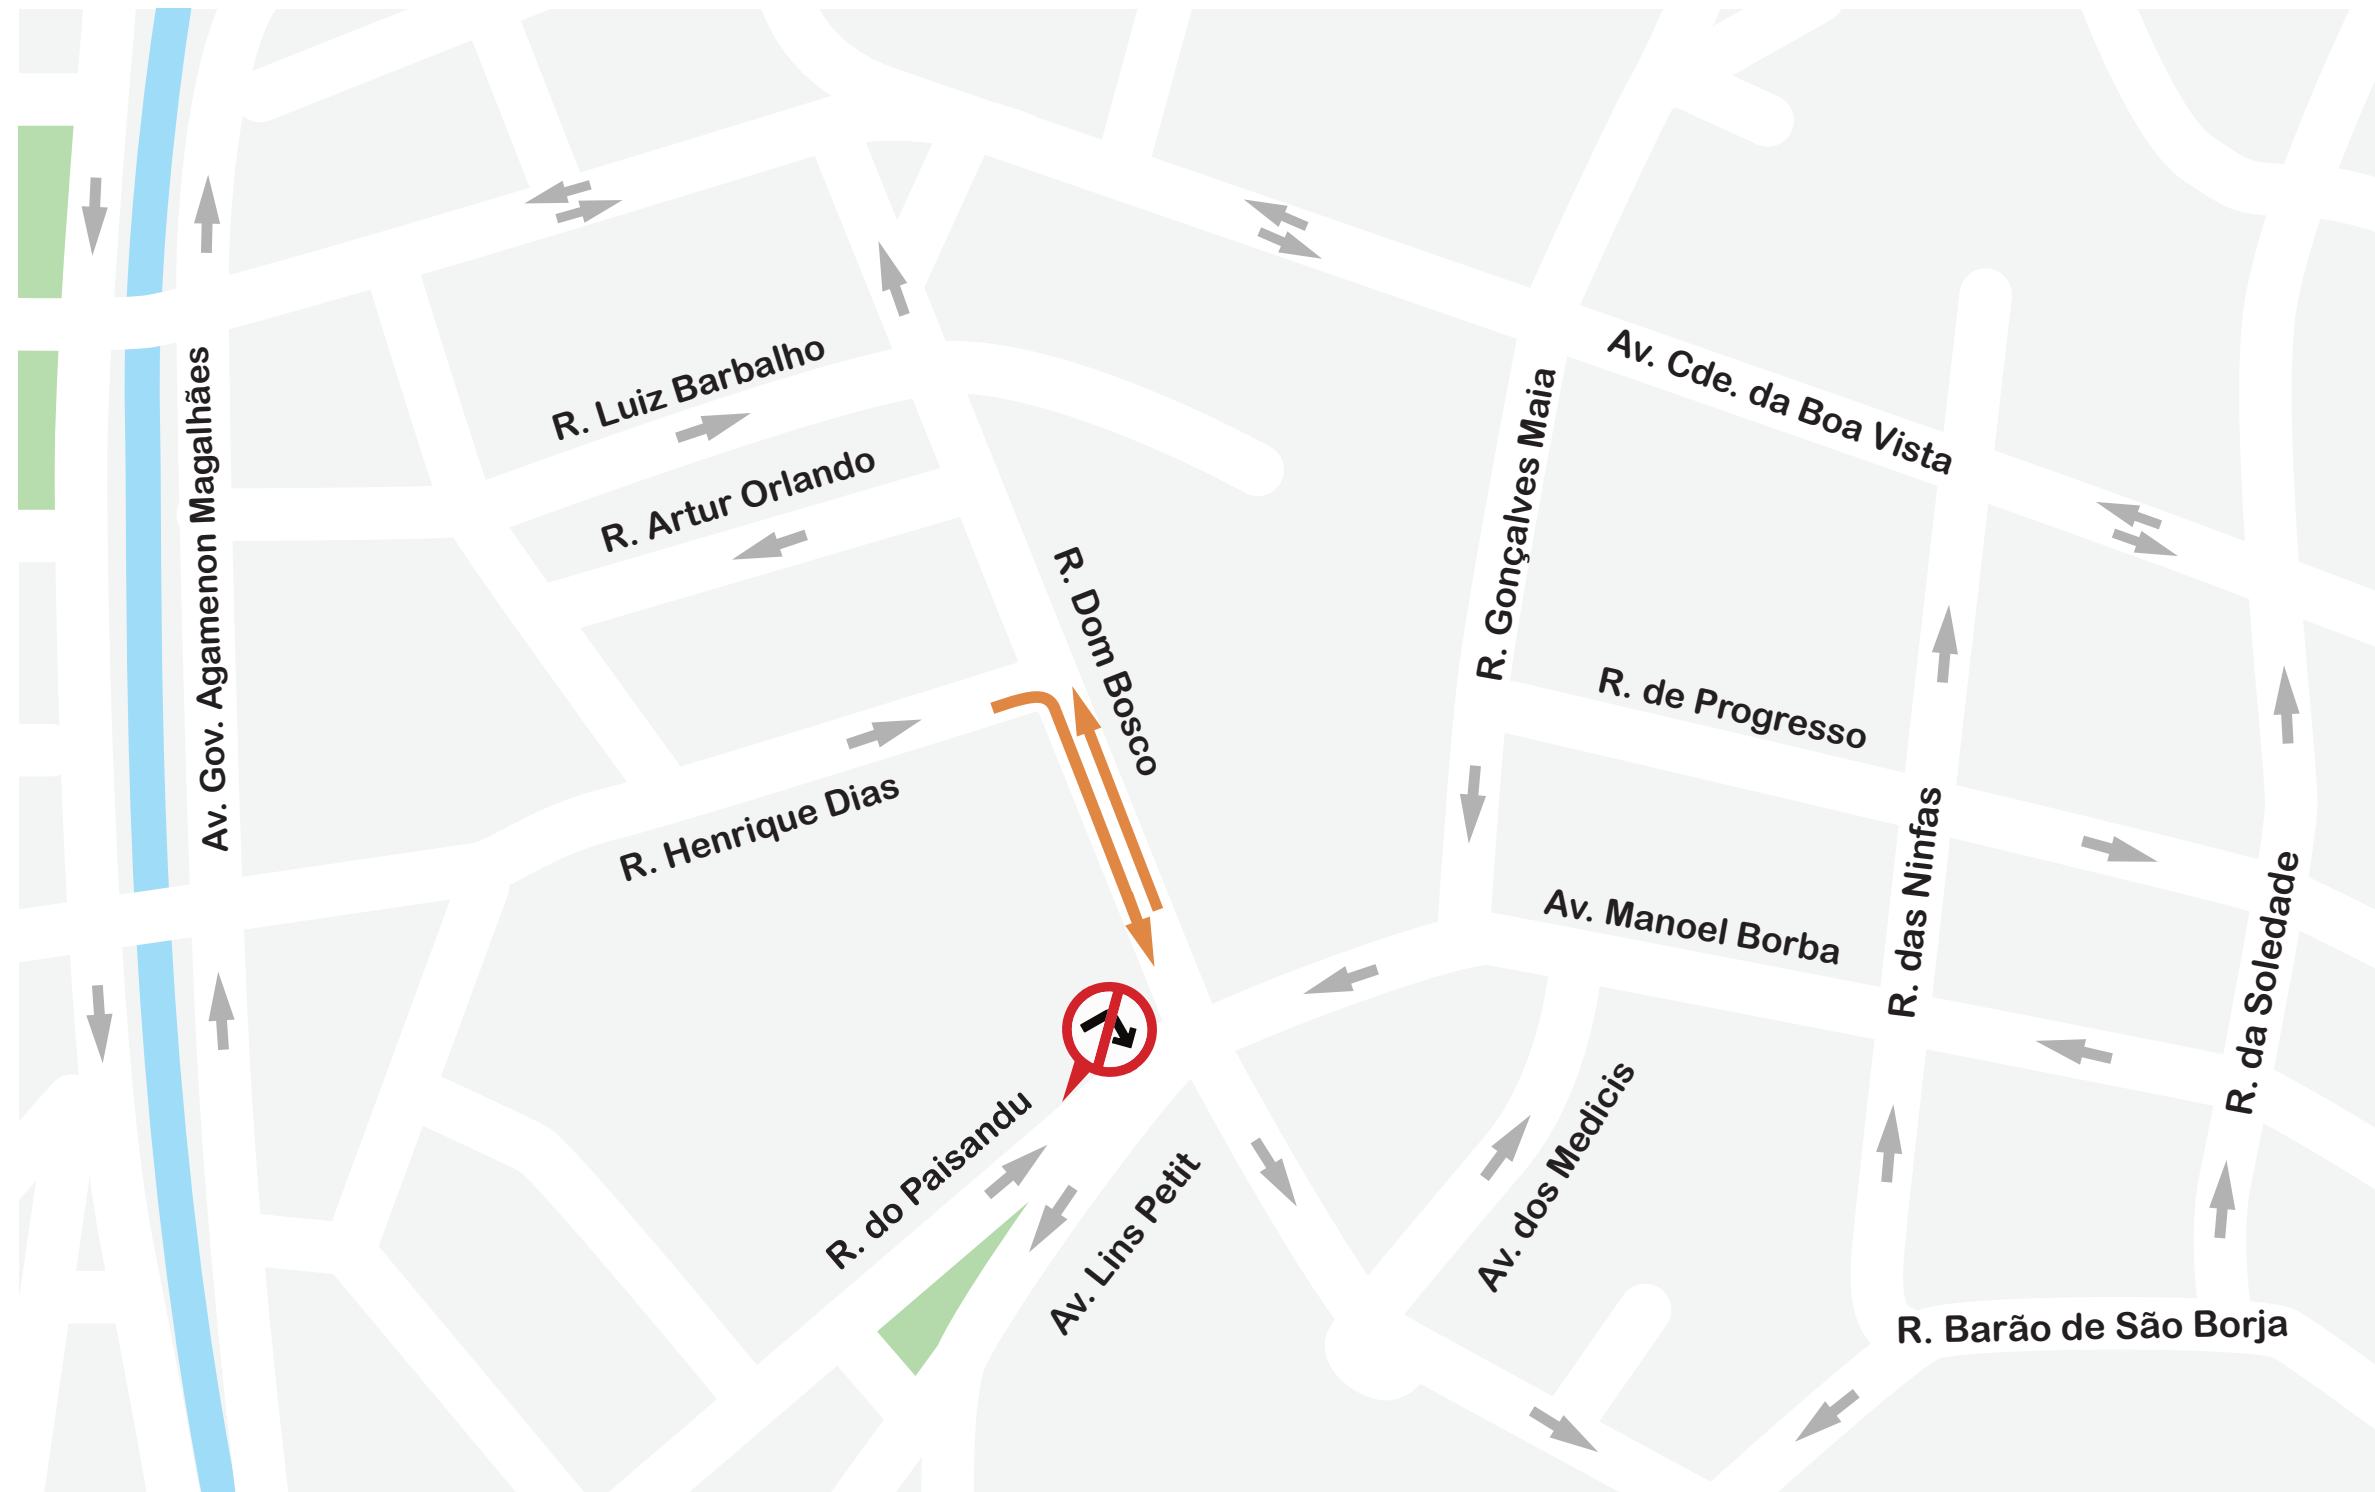 Av. Gov. Agamenon Magalhães
R. Luiz Barbalho
R. Artur Orlando
R. Henrique Dias
R. Dom Bosco
R. Gonçalves Maia
Av. Cde. da Boa Vista
R. de Progresso
Av. Manoel Borba
R. das Ninfas
R. da Soledade
R. do Paisandu
Av. Lins Petit
Av. dos Medicis
R. Barão de São Borja